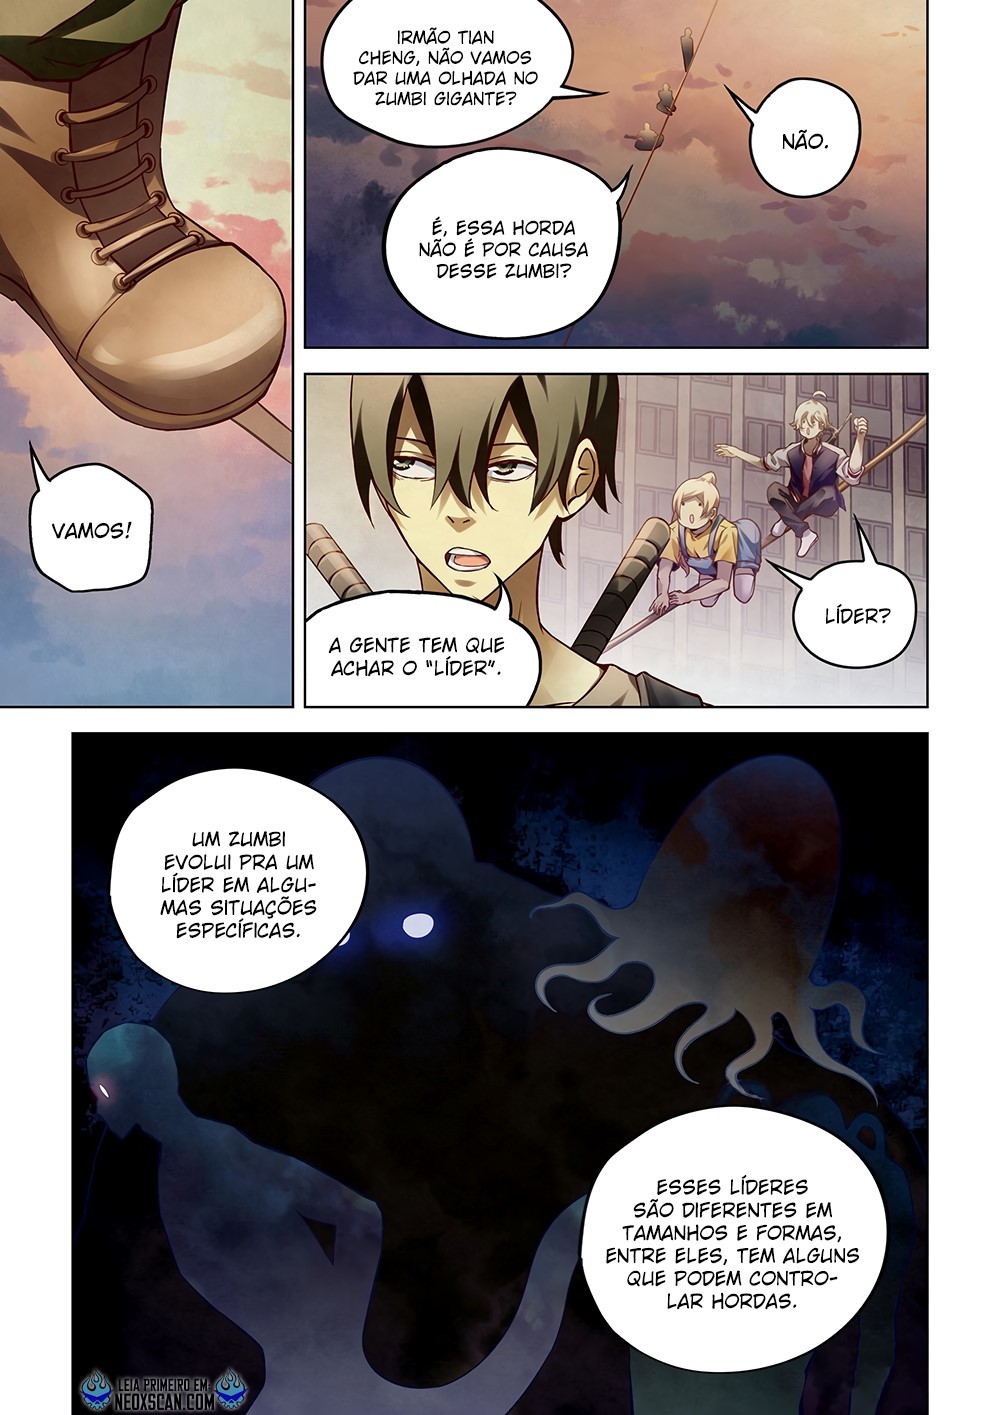 IRMÃO TIAN
CHENG, NÃO VAMOS
DAR UMA OLHADA NO
ZUMBI GIGANTE?
NÃO.
É, ESSA HORDA
NÃO É POR CAUSA
DESSE ZUMBI?
VAMOS!
A GENTE TEM QUE
ACHAR O "LÍDER".
LÍDER?
UM ZUMBI
EVOLUI PRA UM
LÍDER EM ALGU-
MAS SITUAÇÕES
ESPECÍFICAS.
ESSES LÍDERES
SÃO DIFERENTES EM
TAMANHOS E FORMAS,
ENTRE ELES, TEM ALGUNS
QUE PODEM CONTRO-
LAR HORDAS.
LEIA PRIMEIRO EM:
NEOXSCAN.COM